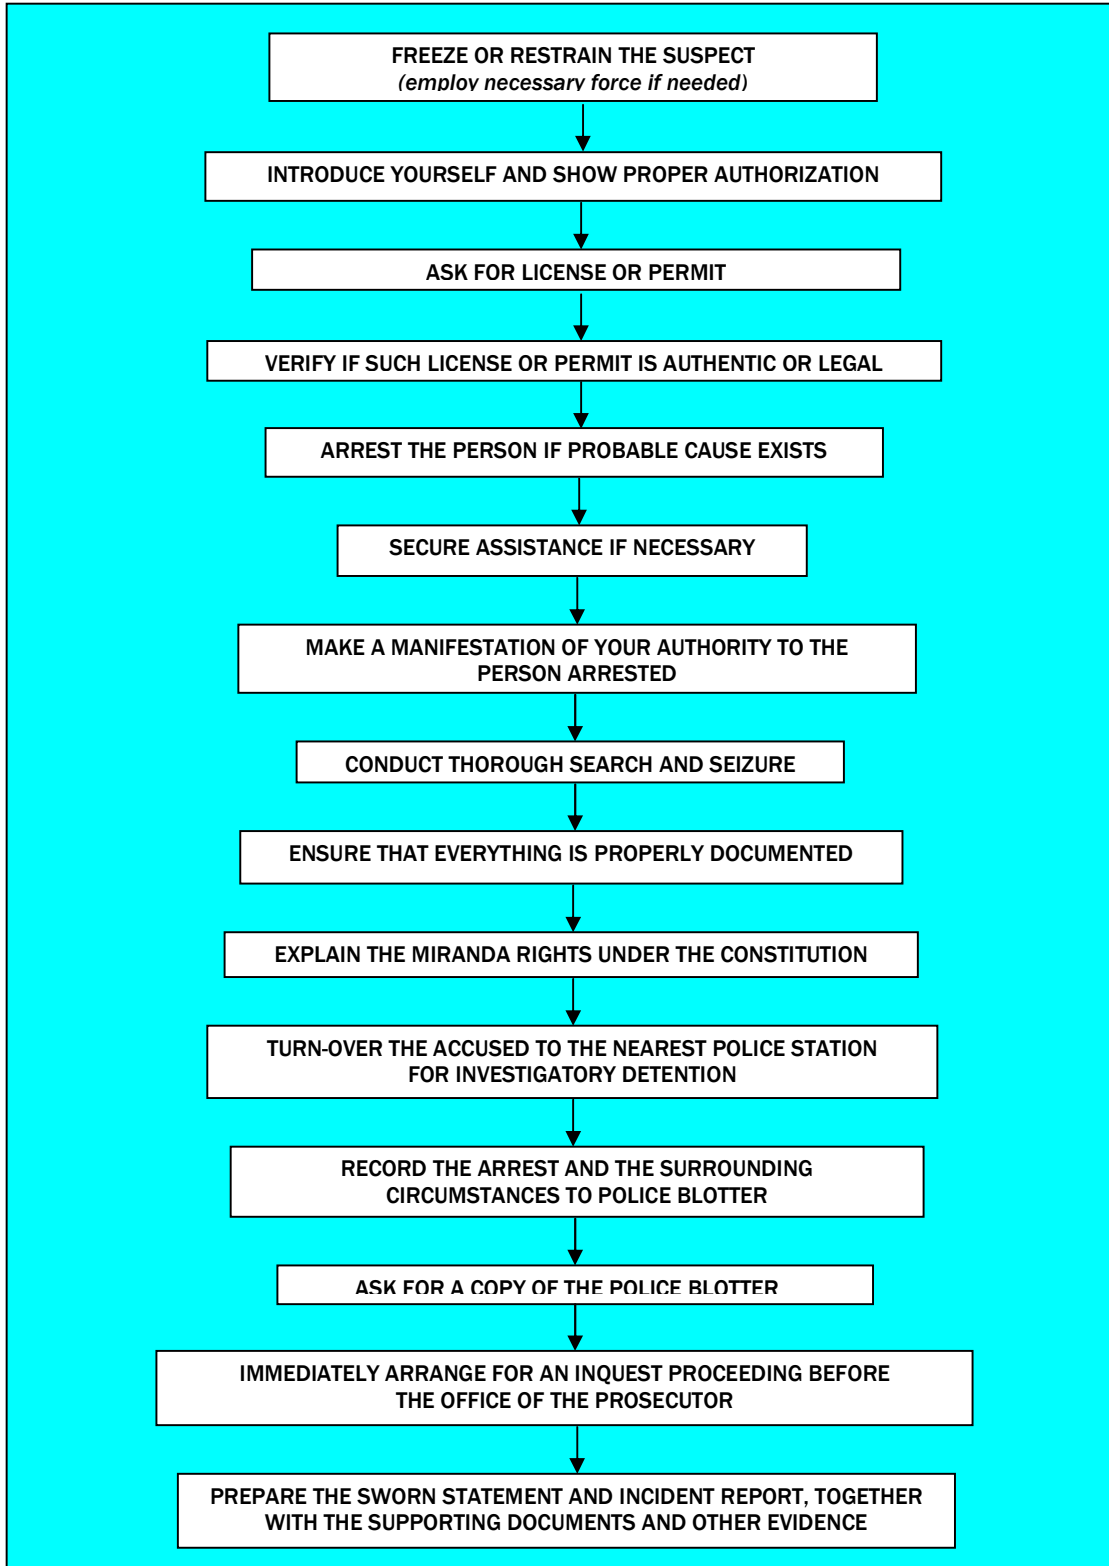 FREEZE OR RESTRAIN THE SUSPECT
(employ necessary force if needed)
INTRODUCE YOURSELF AND SHOW PROPER AUTHORIZATION
ASK FOR LICENSE OR PERMIT
VERIFY IF SUCH LICENSE OR PERMIT IS AUTHENTIC OR LEGAL
ARREST THE PERSON IF PROBABLE CAUSE EXISTS
SECURE ASSISTANCE IF NECESSARY
MAKE A MANIFESTATION OF YOUR AUTHORITY TO THE
PERSON ARRESTED
CONDUCT THOROUGH SEARCH AND SEIZURE
ENSURE THAT EVERYTHING IS PROPERLY DOCUMENTED
EXPLAIN THE MIRANDA RIGHTS UNDER THE CONSTITUTION
TURN-OVER THE ACCUSED TO THE NEAREST POLICE STATION
FOR INVESTIGATORY DETENTION
RECORD THE ARREST AND THE SURROUNDING
CIRCUMSTANCES TO POLICE BLOTTER
ASK FOR A COPY OF THE POLICE BLOTTER
IMMEDIATELY ARRANGE FOR AN INQUEST PROCEEDING BEFORE
THE OFFICE OF THE PROSECUTOR
PREPARE THE SWORN STATEMENT AND INCIDENT REPORT, TOGETHER
WITH THE SUPPORTING DOCUMENTS AND OTHER EVIDENCE